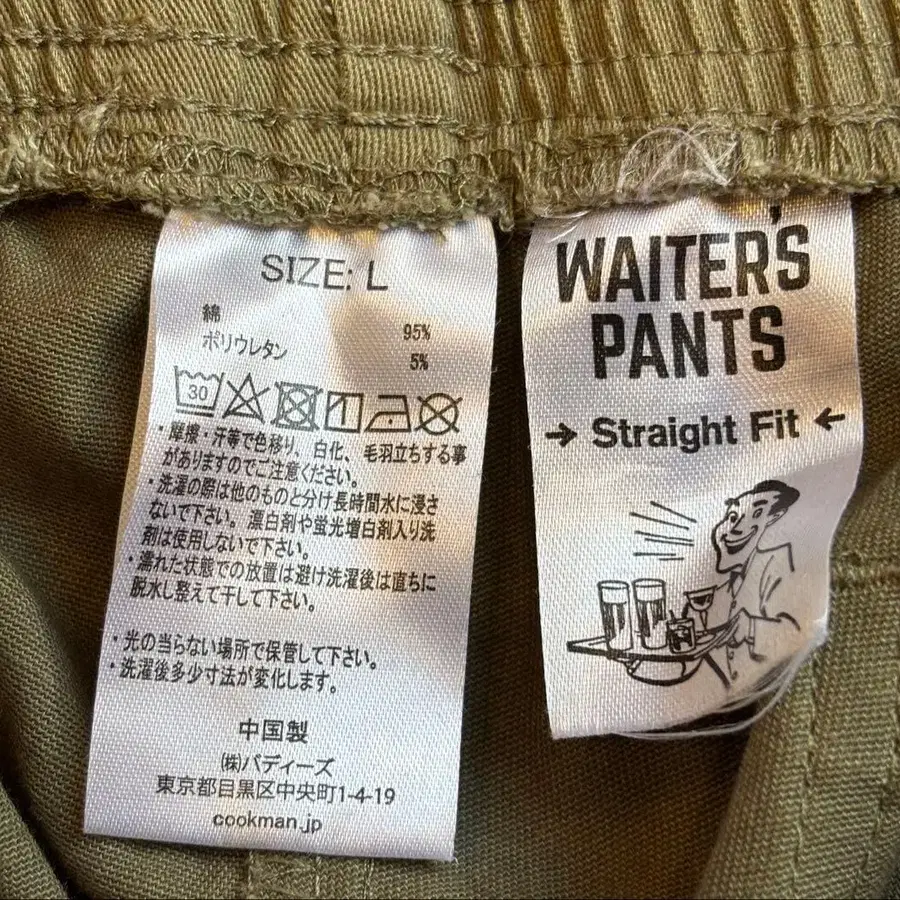 SIZE: L
綿 95%
ポリウレタン 5%
30
・摩擦・汗等で色移り、白化、毛羽立ちする事
がありますのでご注意ください。
・洗濯の際は他のものと分け長時間水に浸さ
ないで下さい。漂白剤や蛍光増白剤入り洗
剤は使用しないで下さい。
・濡れた状態での放置は避け洗濯後は直ちに
脱水し整えて干して下さい。
・光の当らない場所で保管して下さい。
・洗濯後多少寸法が変化します。
中国製
㈱バディーズ
東京都目黒区中央町1-4-19
cookman.jp
WAITER'S
PANTS
→ Straight Fit ←